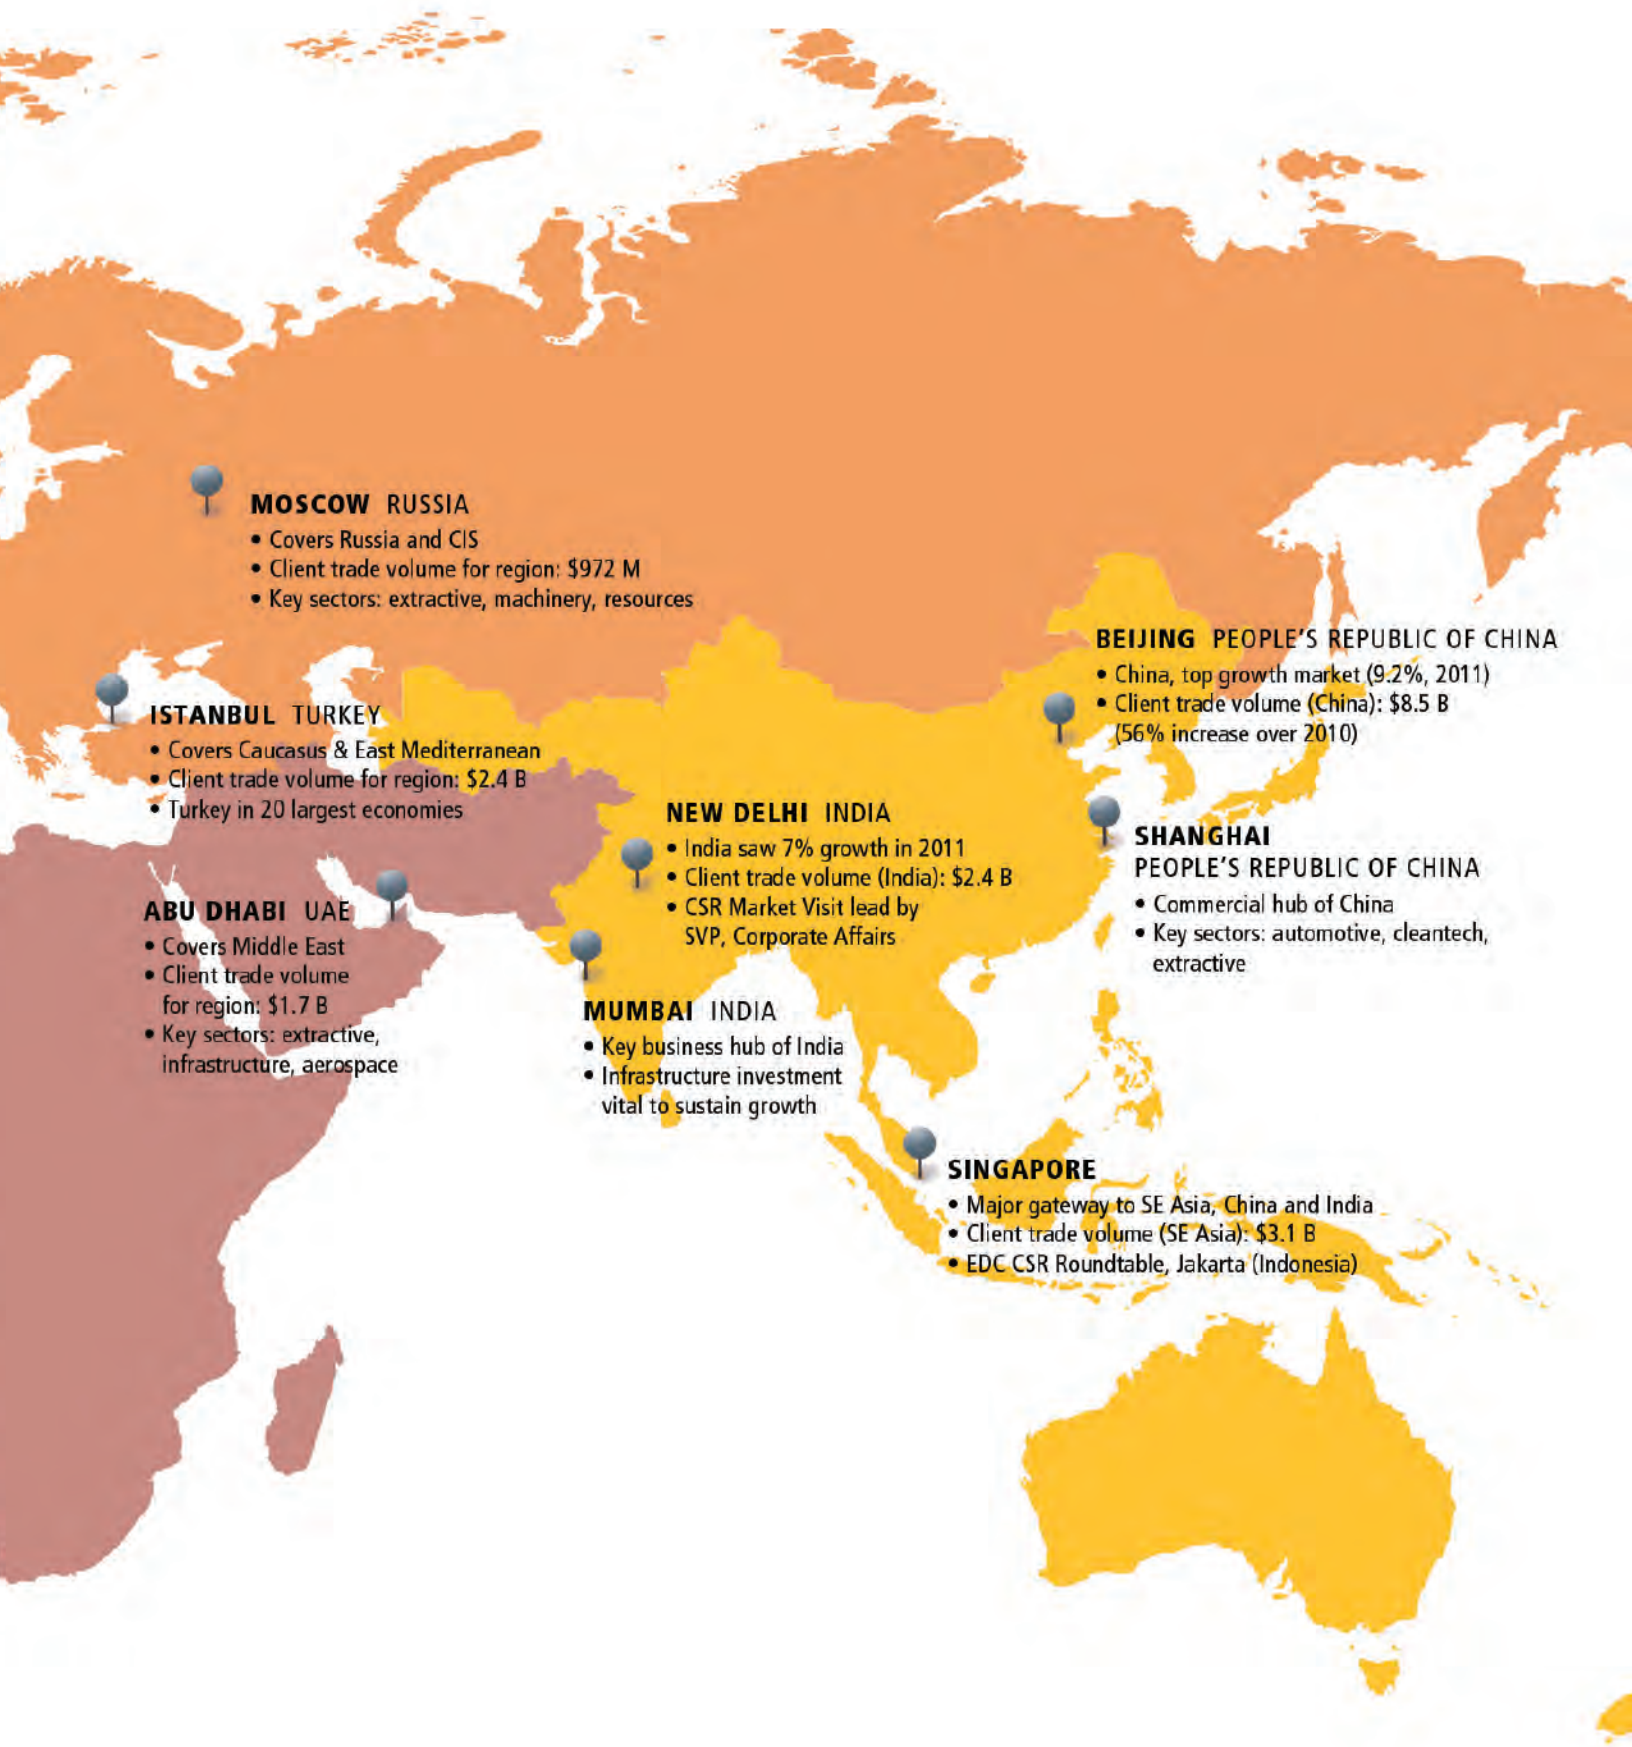 MOSCOW RUSSIA
• Covers Russia and CIS
• Client trade volume for region: $972 M
• Key sectors: extractive, machinery, resources
BEIJING PEOPLE'S REPUBLIC OF CHINA
• China, top growth market (9.2%, 2011)
• Client trade volume (China): $8.5 B
(56% increase over 2010)
ISTANBUL TURKEY
• Covers Caucasus & East Mediterranean
• Client trade volume for region: $2.4 B
• Turkey in 20 largest economies
NEW DELHI INDIA
• India saw 7% growth in 2011
• Client trade volume (India): $2.4 B
• CSR Market Visit lead by
SVP, Corporate Affairs
SHANGHAI
PEOPLE'S REPUBLIC OF CHINA
• Commercial hub of China
• Key sectors: automotive, cleantech,
extractive
ABU DHABI UAE
• Covers Middle East
• Client trade volume
for region: $1.7 B
• Key sectors: extractive,
infrastructure, aerospace
MUMBAI INDIA
• Key business hub of India
• Infrastructure investment
vital to sustain growth
SINGAPORE
• Major gateway to SE Asia, China and India
• Client trade volume (SE Asia): $3.1 B
• EDC CSR Roundtable, Jakarta (Indonesia)